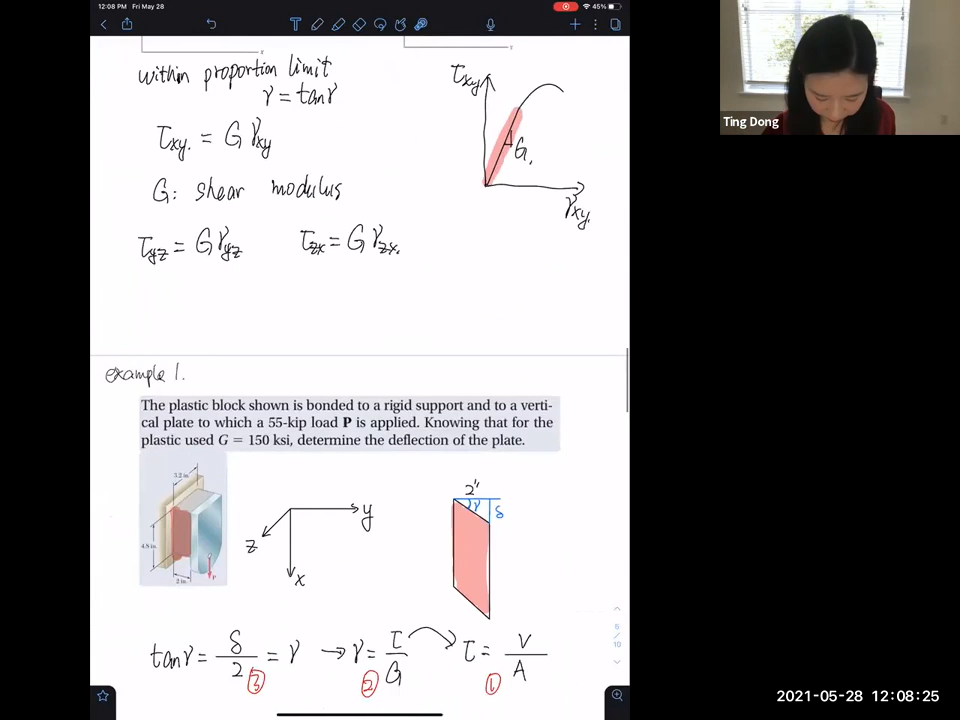 12:08 PM Fri May 28
45%
within proportion limit
γ = tanγ
τxy. = G γxy
G: shear modulus
τyz = G γyz
τzx = G γzx.
τxy
G.
γxy.
example 1.
The plastic block shown is bonded to a rigid support and to a verti-
cal plate to which a 55-kip load P is applied. Knowing that for the
plastic used G = 150 ksi, determine the deflection of the plate.
3.2 in.
4.8 in.
2 in.
P
y
z
x
2"
γ
δ
tanγ = δ/2 = γ → γ = τ/G τ = V/A
③ ② ①
6
/
10
Ting Dong
2021-05-28 12:08:25